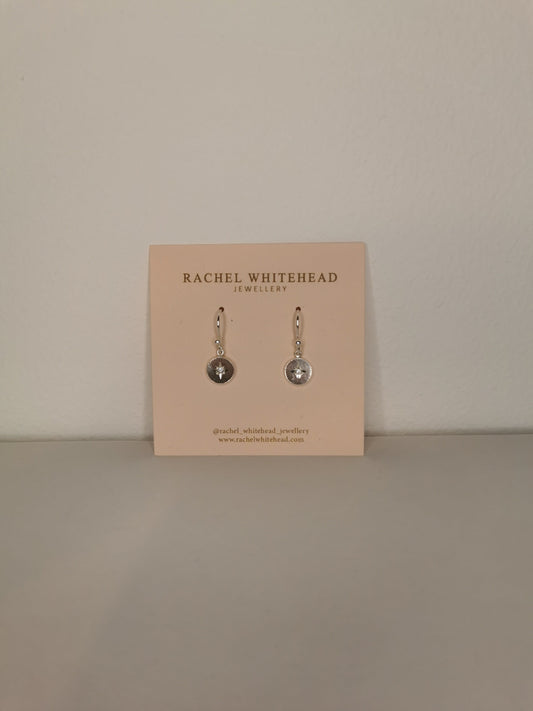 RACHEL WHITEHEAD
JEWELLERY
@rachel_whitehead_jewellery
www.rachelwhitehead.com